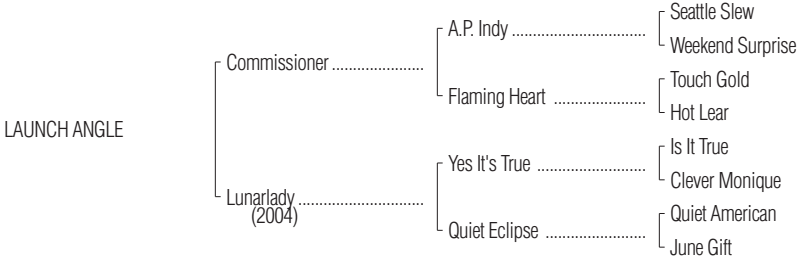 Seattle Slew
A.P. Indy ................................
Weekend Surprise
Commissioner ......................
Touch Gold
Flaming Heart ......................
Hot Lear
LAUNCH ANGLE
Is It True
Yes It's True ..........................
Clever Monique
Lunarlady ..............................
(2004)
Quiet American
Quiet Eclipse ........................
June Gift